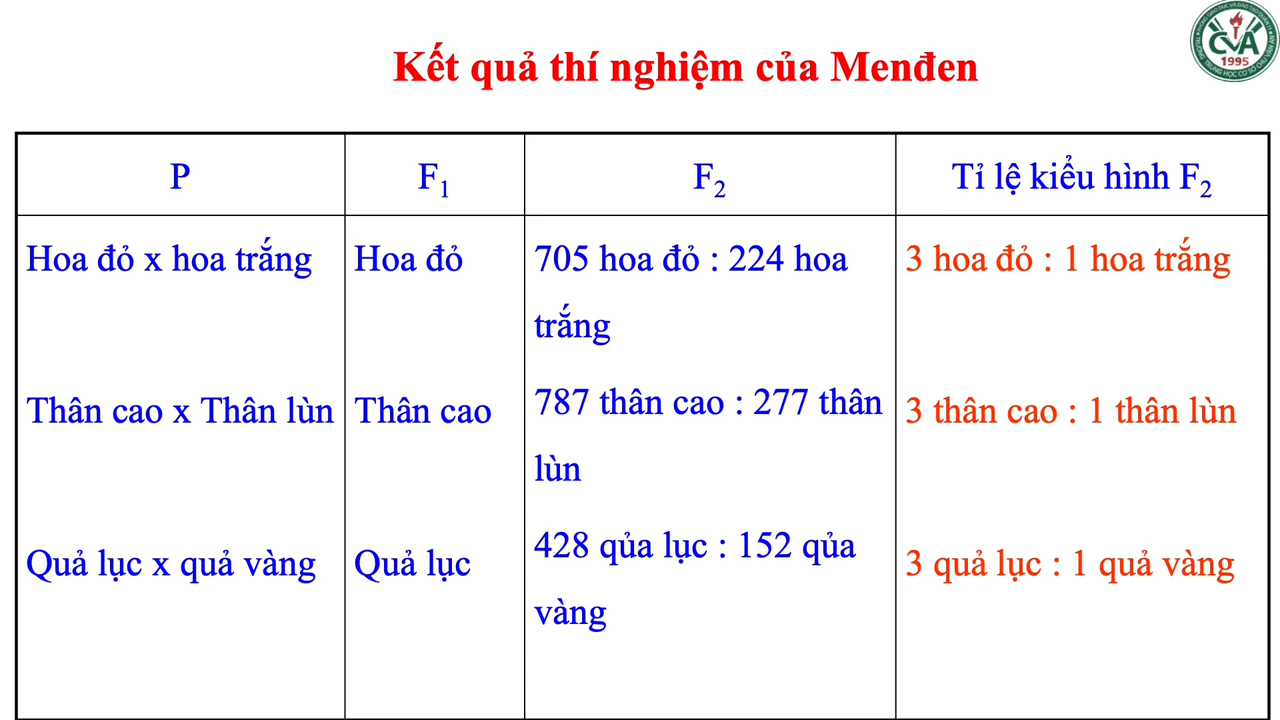 Kết quả thí nghiệm của Menđen
CVA
1995
P
F1
F2
Tỉ lệ kiểu hình F2
Hoa đỏ x hoa trắng
Hoa đỏ
705 hoa đỏ : 224 hoa
trắng
3 hoa đỏ : 1 hoa trắng
Thân cao x Thân lùn
Thân cao
787 thân cao : 277 thân
lùn
3 thân cao : 1 thân lùn
Quả lục x quả vàng
Quả lục
428 qủa lục : 152 qủa
vàng
3 quả lục : 1 quả vàng